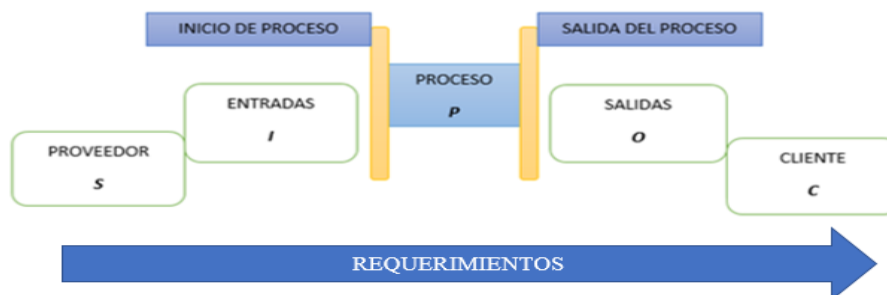 INICIO DE PROCESO
SALIDA DEL PROCESO
PROVEEDOR
S
ENTRADAS
I
PROCESO
P
SALIDAS
O
CLIENTE
C
REQUERIMIENTOS